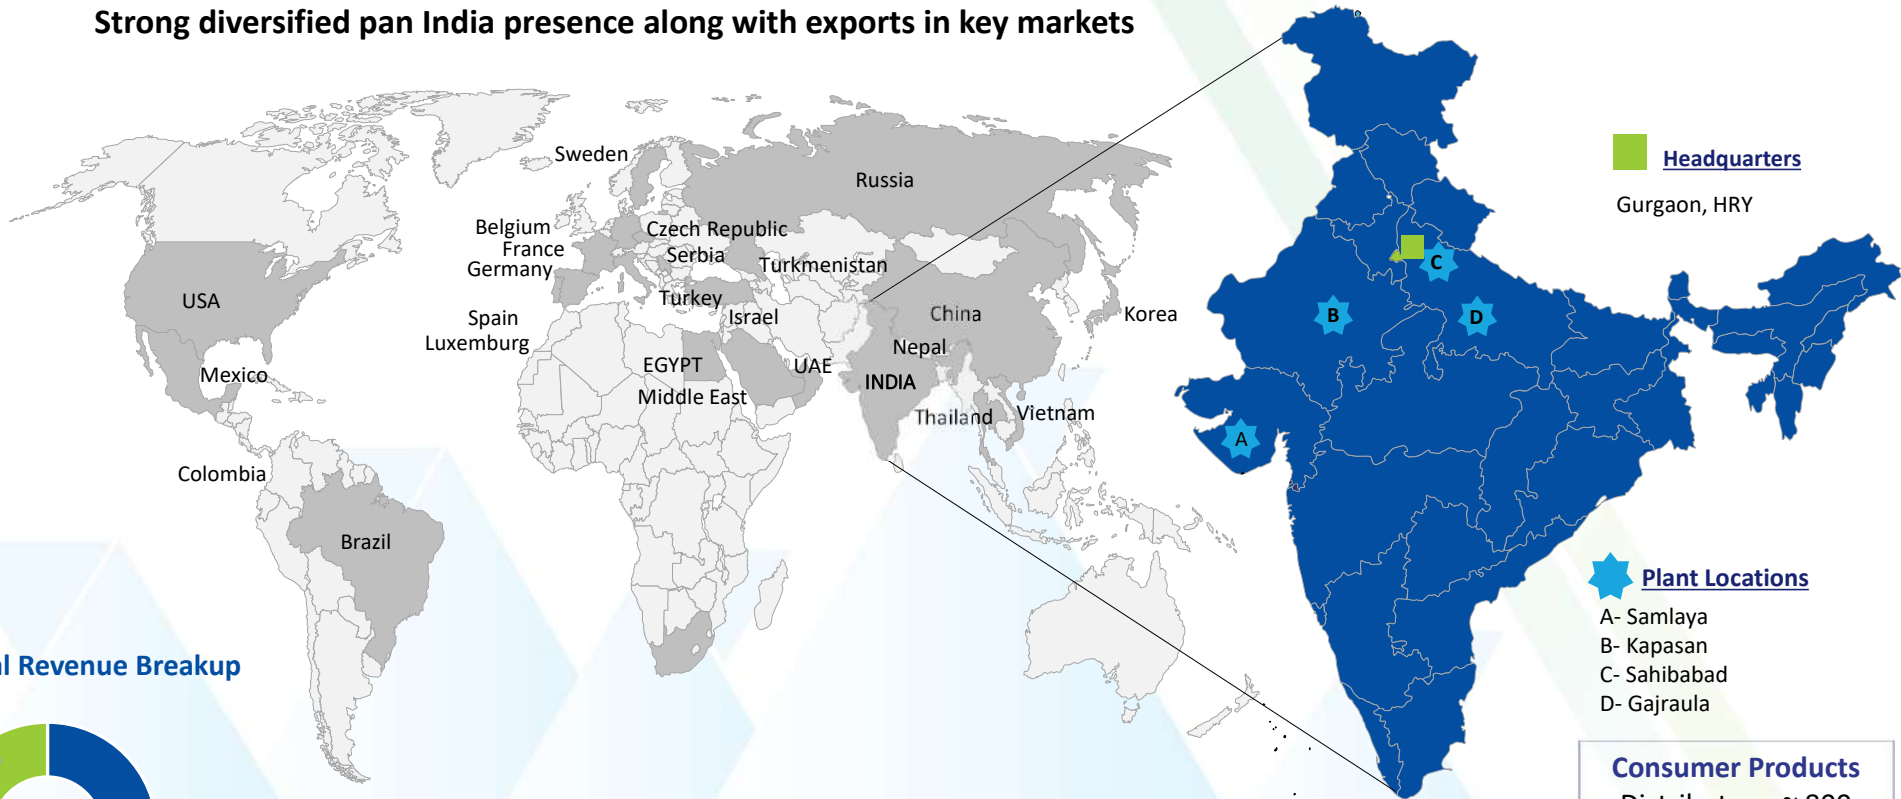 Strong diversified pan India presence along with exports in key markets
Sweden
Russia
Belgium
France
Germany
Czech Republic
Serbia
Turkmenistan
USA
Turkey
Israel
China
Korea
Spain
Luxemburg
Nepal
Mexico
EGYPT
UAE
INDIA
Middle East
Thailand
Vietnam
Colombia
Brazil
Headquarters
Gurgaon, HRY
C
B
D
A
Plant Locations
A- Samlaya
B- Kapasan
C- Sahibabad
D- Gajraula
Revenue Breakup
Consumer Products